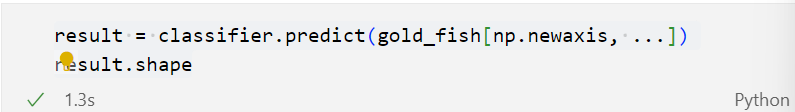 result = classifier.predict(gold_fish[np.newaxis, ...])
result.shape
1.3s
Python